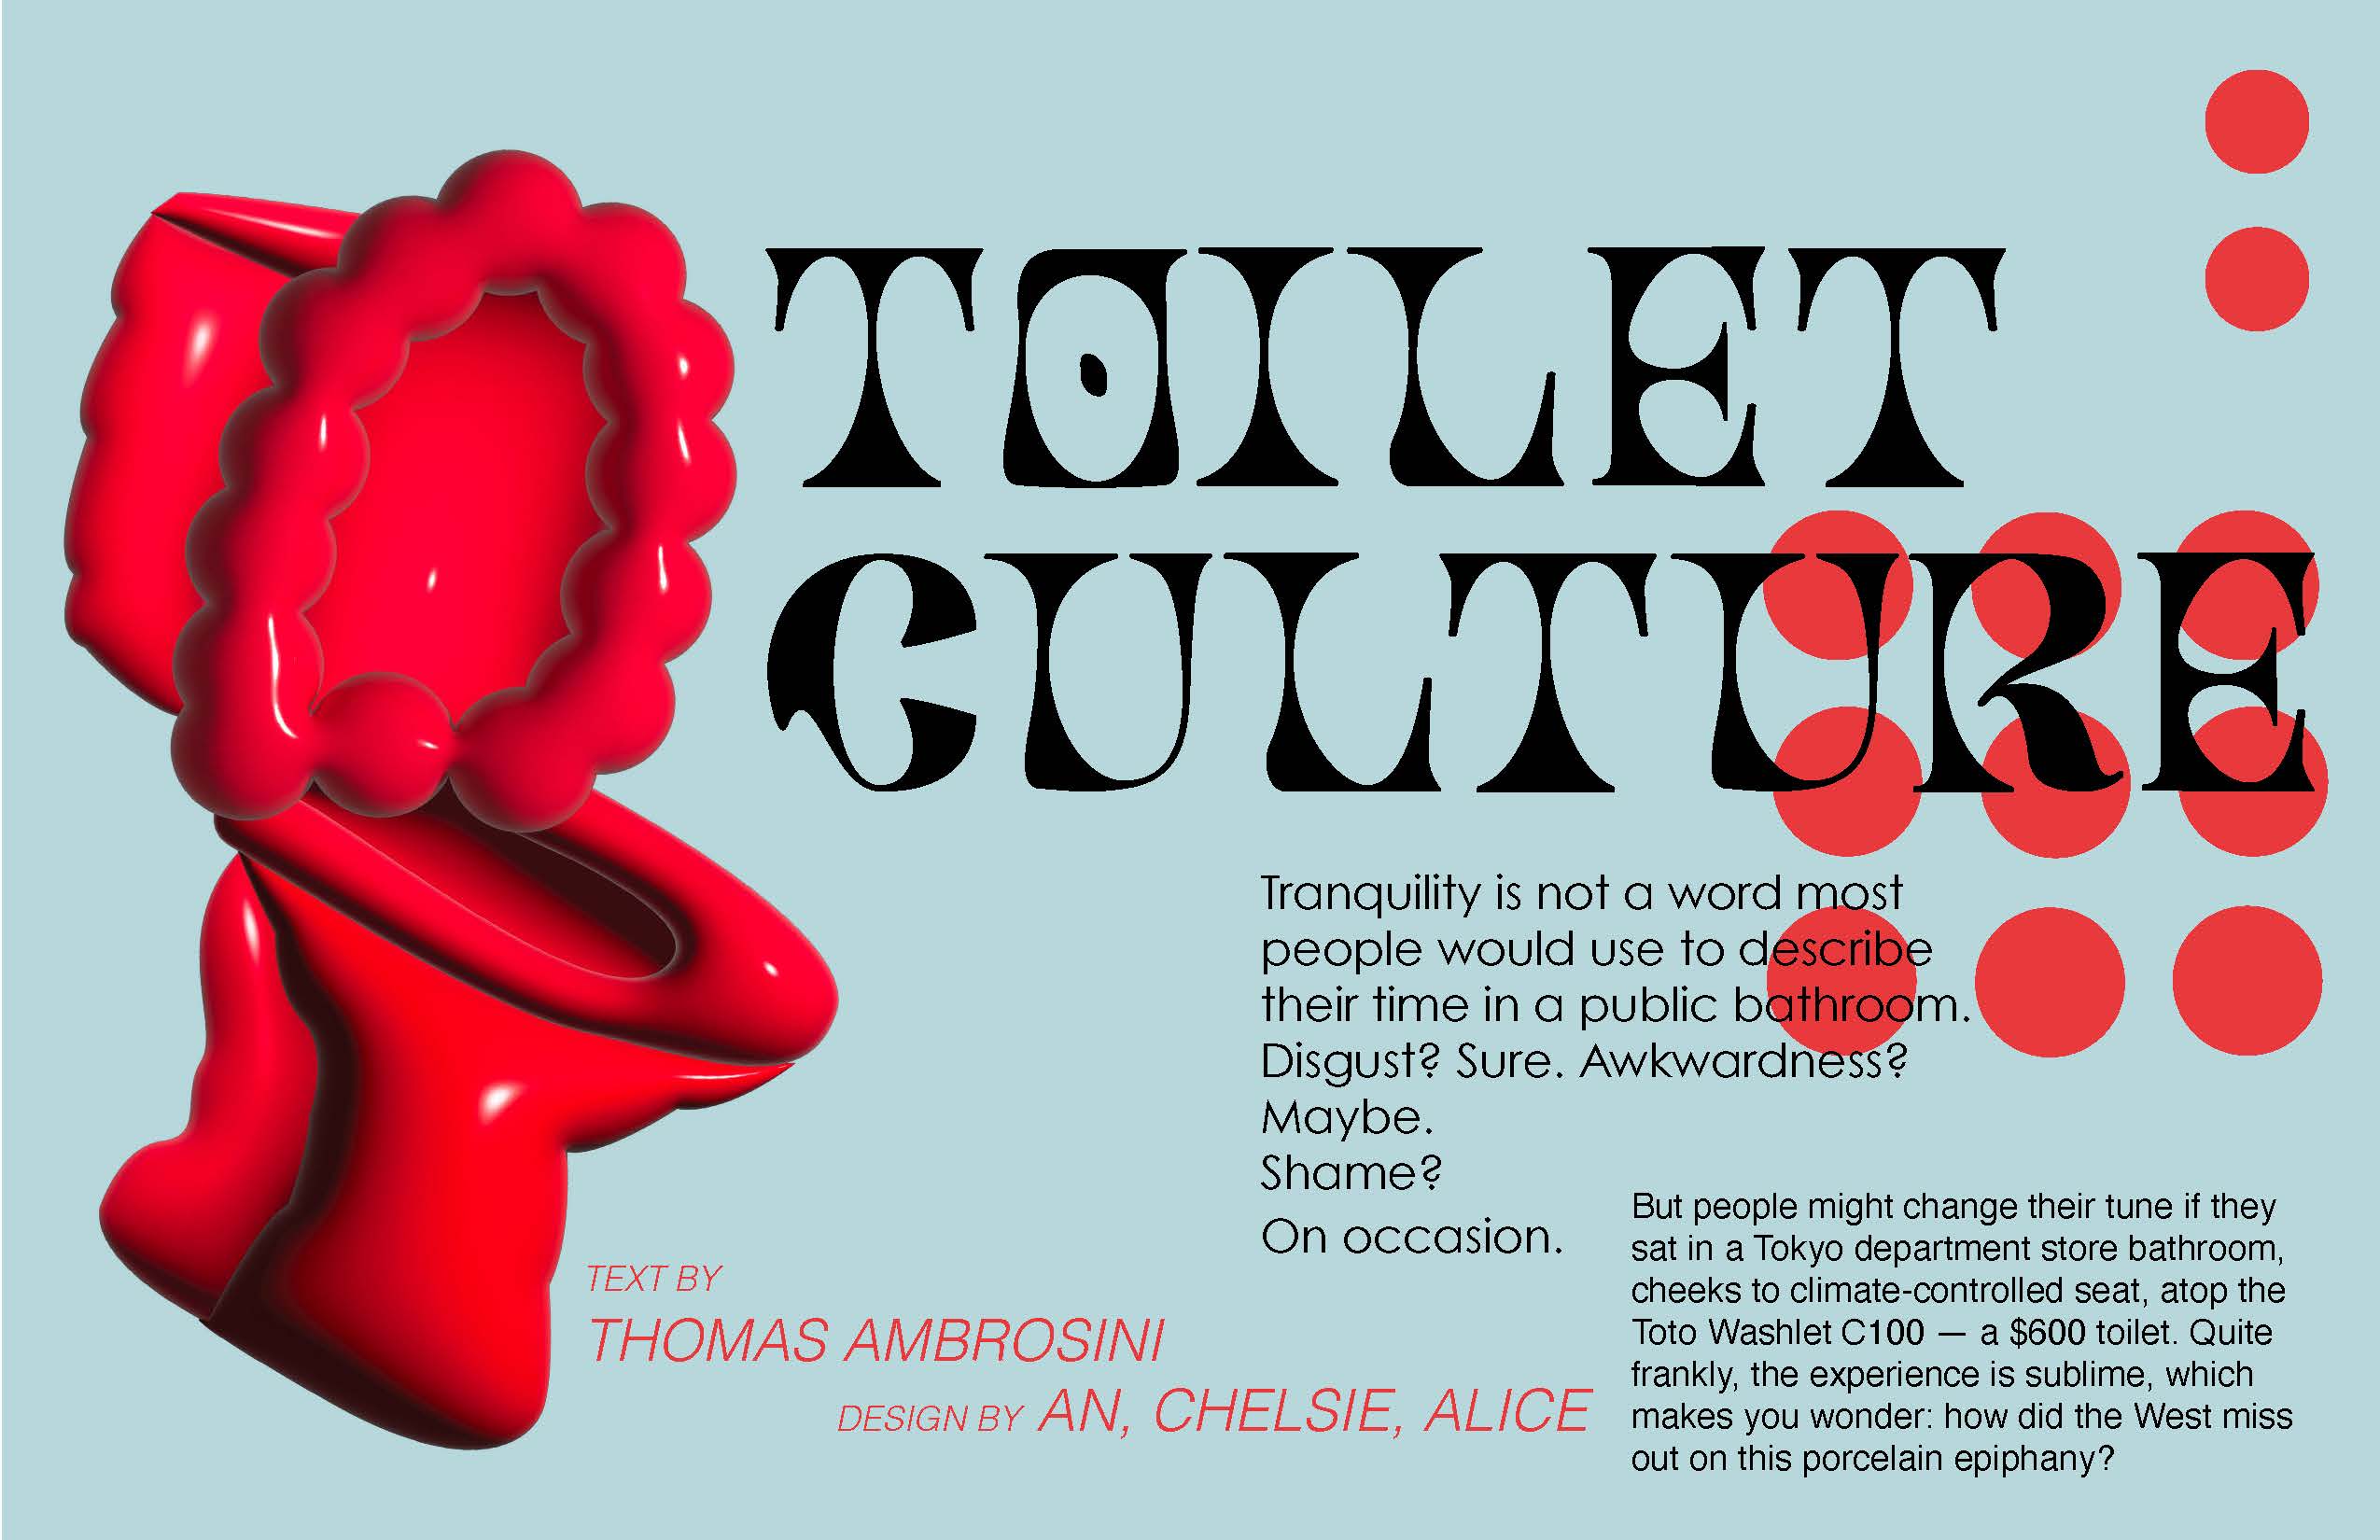 TOILET
CULTURE
Tranquility is not a word most
people would use to describe
their time in a public bathroom.
Disgust? Sure. Awkwardness?
Maybe.
Shame?
On occasion.
But people might change their tune if they
sat in a Tokyo department store bathroom,
cheeks to climate-controlled seat, atop the
Toto Washlet C100 — a $600 toilet. Quite
frankly, the experience is sublime, which
makes you wonder: how did the West miss
out on this porcelain epiphany?
TEXT BY
THOMAS AMBROSINI
DESIGN BY AN, CHELSIE, ALICE